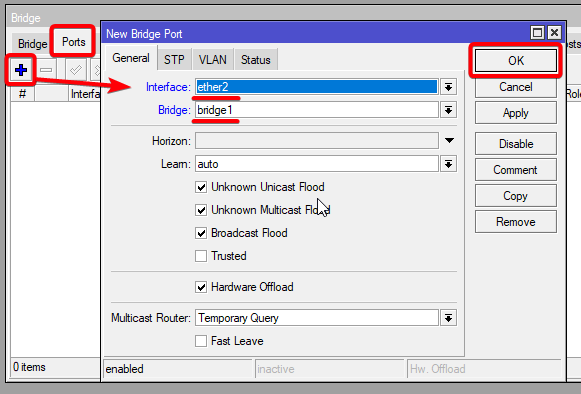 Bridge
New Bridge Port
Bridge Ports
General STP VLAN Status
OK
# Interfa
Interface: ether2
Cancel
Bridge: bridge1
Apply
Horizon:
Disable
Learn: auto
Comment
Unknown Unicast Flood
Copy
Unknown Multicast Flood
Remove
Broadcast Flood
Trusted
Hardware Offload
Multicast Router: Temporary Query
Fast Leave
0 items
enabled inactive Hw. Offload